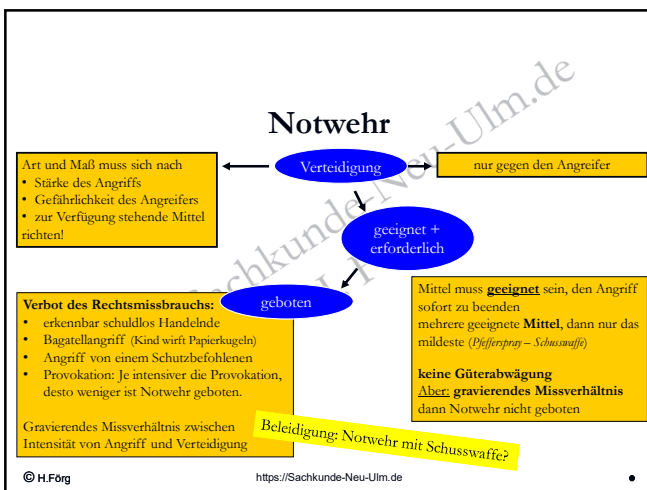 Notwehr
Verteidigung
Art und Maß muss sich nach
• Stärke des Angriffs
• Gefährlichkeit des Angreifers
• zur Verfügung stehende Mittel
richten!
nur gegen den Angreifer
geeignet +
erforderlich
geboten
Mittel muss geeignet sein, den Angriff
sofort zu beenden
mehrere geeignete Mittel, dann nur das
mildeste (Pfefferspray – Schusswaffe)
keine Güterabwägung
Aber: gravierendes Missverhältnis
dann Notwehr nicht geboten
Verbot des Rechtsmissbrauchs:
• erkennbar schuldlos Handelnde
• Bagatellangriff (Kind wirft Papierkugeln)
• Angriff von einem Schutzbefohlenen
• Provokation: Je intensiver die Provokation,
desto weniger ist Notwehr geboten.
Gravierendes Missverhältnis zwischen
Intensität von Angriff und Verteidigung
Beleidigung: Notwehr mit Schusswaffe?
Sachkunde-Neu-Ulm.de
© H.Förg
https://Sachkunde-Neu-Ulm.de